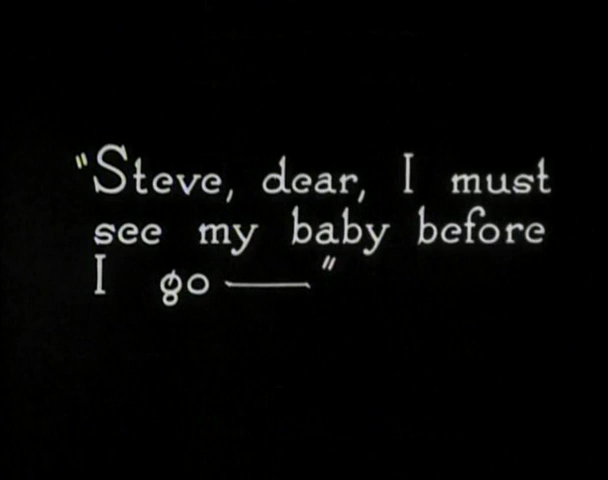 "Steve, dear, I must
see my baby before
I go——"